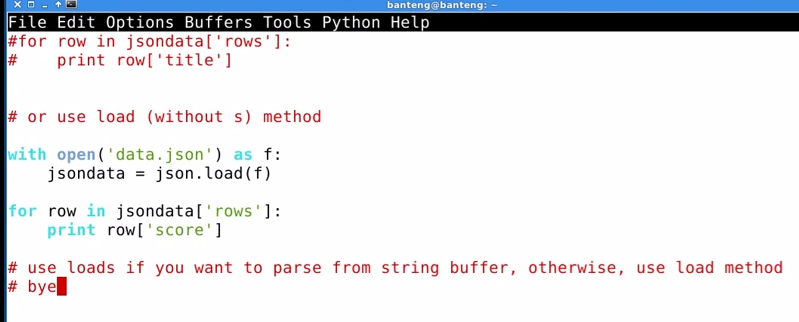 banteng@banteng: ~
File Edit Options Buffers Tools Python Help
#for row in jsondata['rows']:
#    print row['title']
# or use load (without s) method
with open('data.json') as f:
    jsondata = json.load(f)
for row in jsondata['rows']:
    print row['score']
# use loads if you want to parse from string buffer, otherwise, use load method
# bye